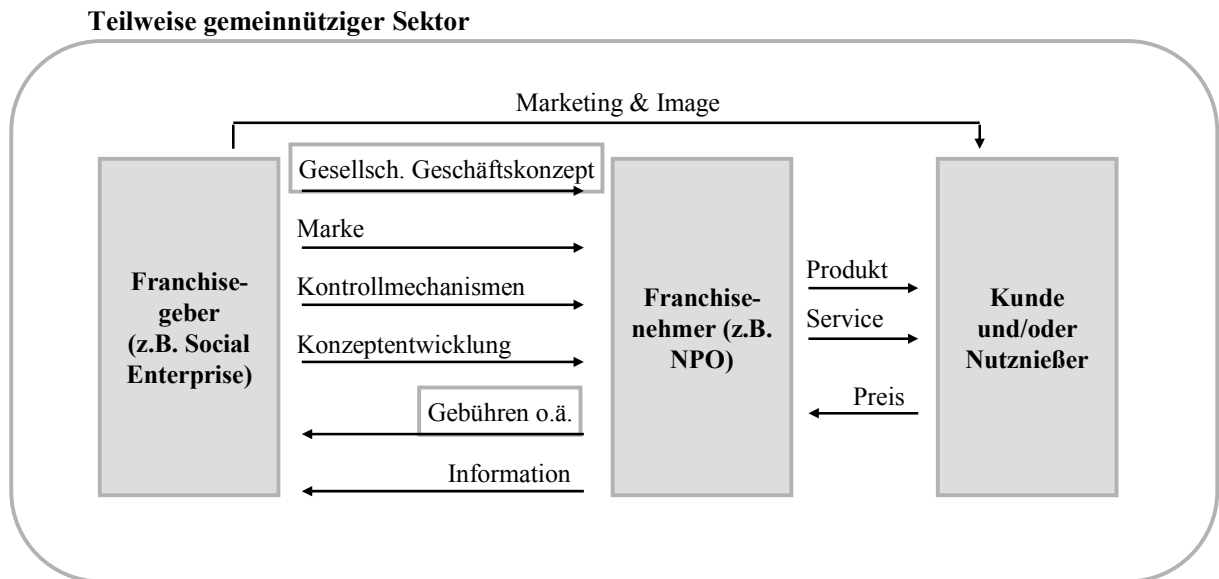 Teilweise gemeinnütziger Sektor
Marketing & Image
Gesellsch. Geschäftskonzept
Marke
Kontrollmechanismen
Konzeptentwicklung
Gebühren o.ä.
Information
Franchise-
geber
(z.B. Social
Enterprise)
Franchise-
nehmer (z.B.
NPO)
Produkt
Service
Preis
Kunde
und/oder
Nutznießer